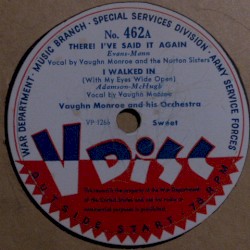 WAR DEPARTMENT · MUSIC BRANCH - SPECIAL SERVICES DIVISION - ARMY SERVICE FORCES
No. 462A
THERE! I'VE SAID IT AGAIN
Evans-Mann
Vocal by Vaughn Monroe and the Norton Sisters
I WALKED IN
(With My Eyes Wide Open)
Adamson-McHugh
Vocal by Vaughn Monroe
Vaughn Monroe and his Orchestra
VP-1266 Sweet
V Disc
OUTSIDE START - 78 RPM